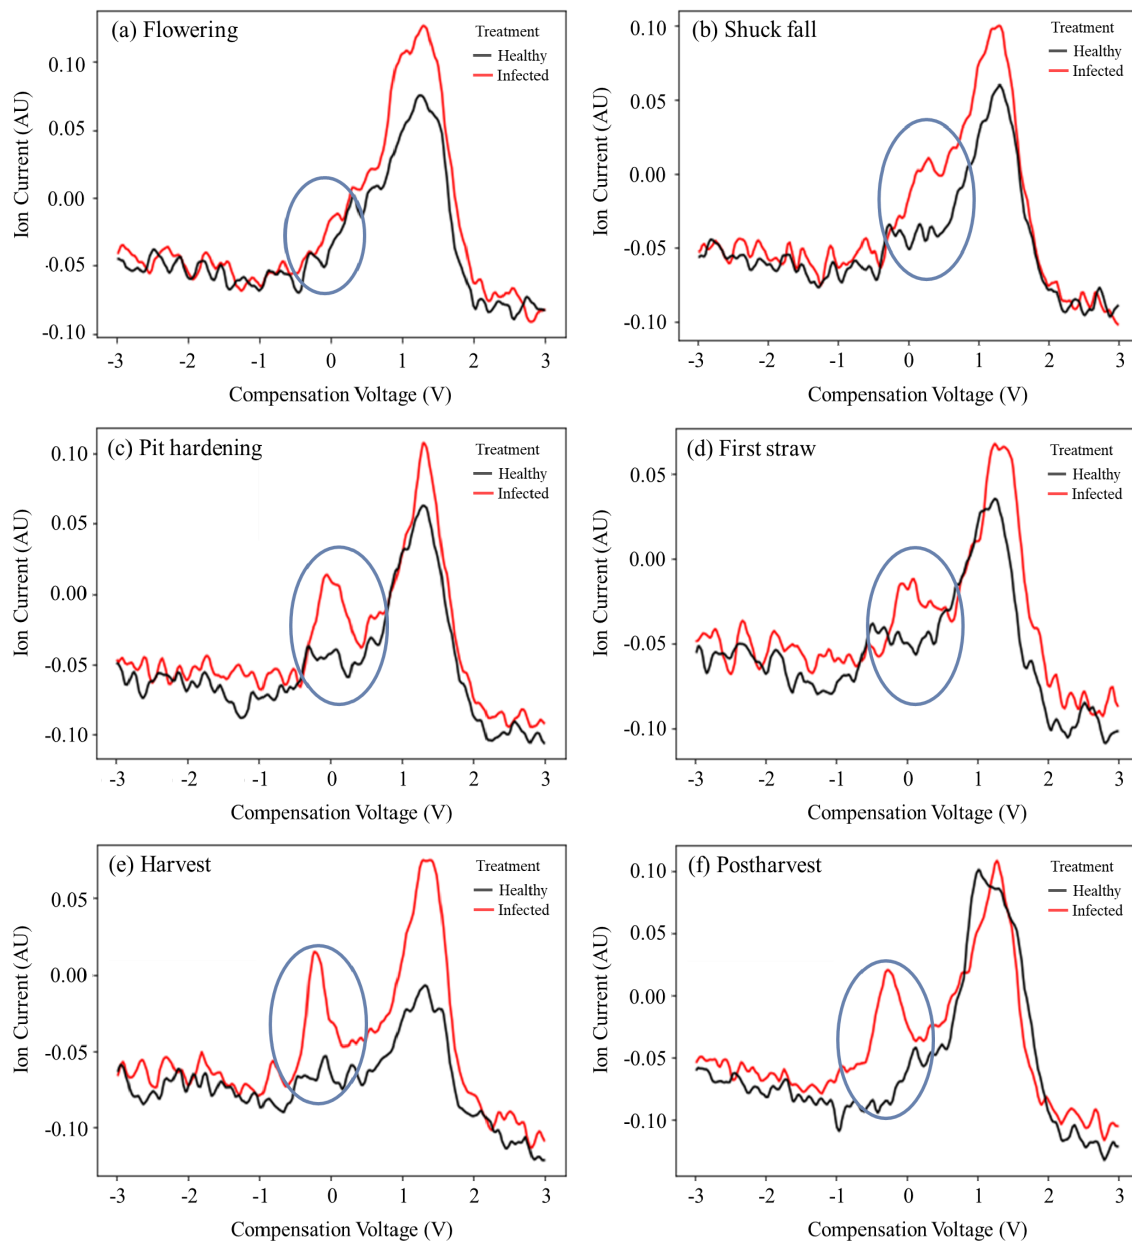 (a) Flowering
Treatment
Healthy
Infected
Ion Current (AU)
0.10
0.05
0.00
-0.05
-0.10
-3 -2 -1 0 1 2 3
Compensation Voltage (V)
(b) Shuck fall
Treatment
Healthy
Infected
Ion Current (AU)
0.10
0.05
0.00
-0.05
-0.10
-3 -2 -1 0 1 2 3
Compensation Voltage (V)
(c) Pit hardening
Treatment
Healthy
Infected
Ion Current (AU)
0.10
0.05
0.00
-0.05
-0.10
-3 -2 -1 0 1 2 3
Compensation Voltage (V)
(d) First straw
Treatment
Healthy
Infected
Ion Current (AU)
0.05
0.00
-0.05
-0.10
-3 -2 -1 0 1 2 3
Compensation Voltage (V)
(e) Harvest
Treatment
Healthy
Infected
Ion Current (AU)
0.05
0.00
-0.05
-0.10
-3 -2 -1 0 1 2 3
Compensation Voltage (V)
(f) Postharvest
Treatment
Healthy
Infected
Ion Current (AU)
0.10
0.05
0.00
-0.05
-0.10
-3 -2 -1 0 1 2 3
Compensation Voltage (V)